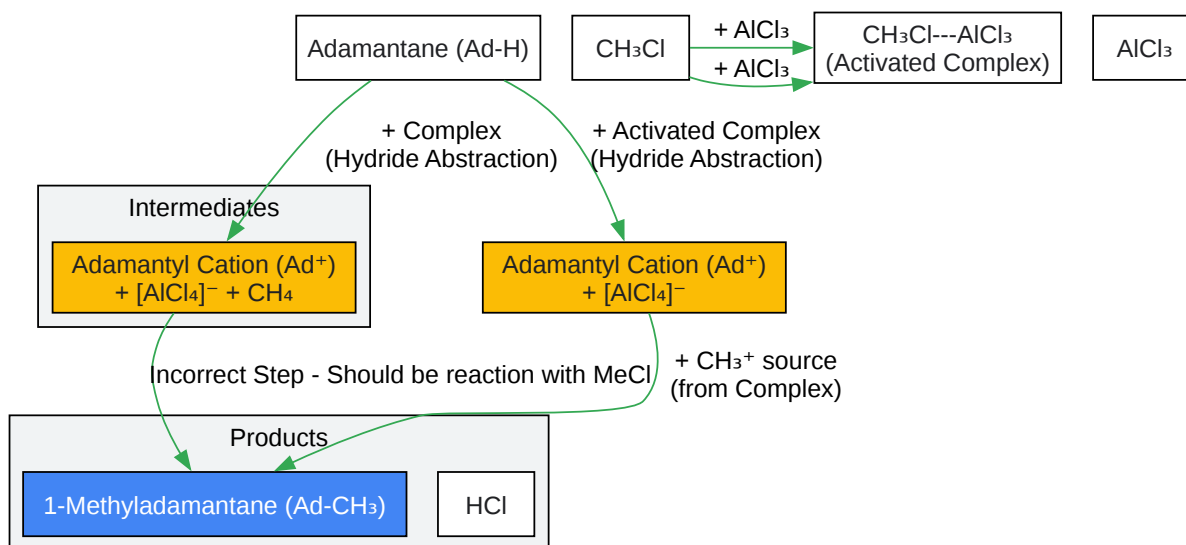 Adamantane (Ad-H)
CH₃Cl
+ AlCl₃
+ AlCl₃
CH₃Cl---AlCl₃
(Activated Complex)
AlCl₃
+ Complex
(Hydride Abstraction)
+ Activated Complex
(Hydride Abstraction)
Intermediates
Adamantyl Cation (Ad⁺)
+ [AlCl₄]⁻ + CH₄
Adamantyl Cation (Ad⁺)
+ [AlCl₄]⁻
Incorrect Step - Should be reaction with MeCl
+ CH₃⁺ source
(from Complex)
Products
1-Methyladamantane (Ad-CH₃)
HCl